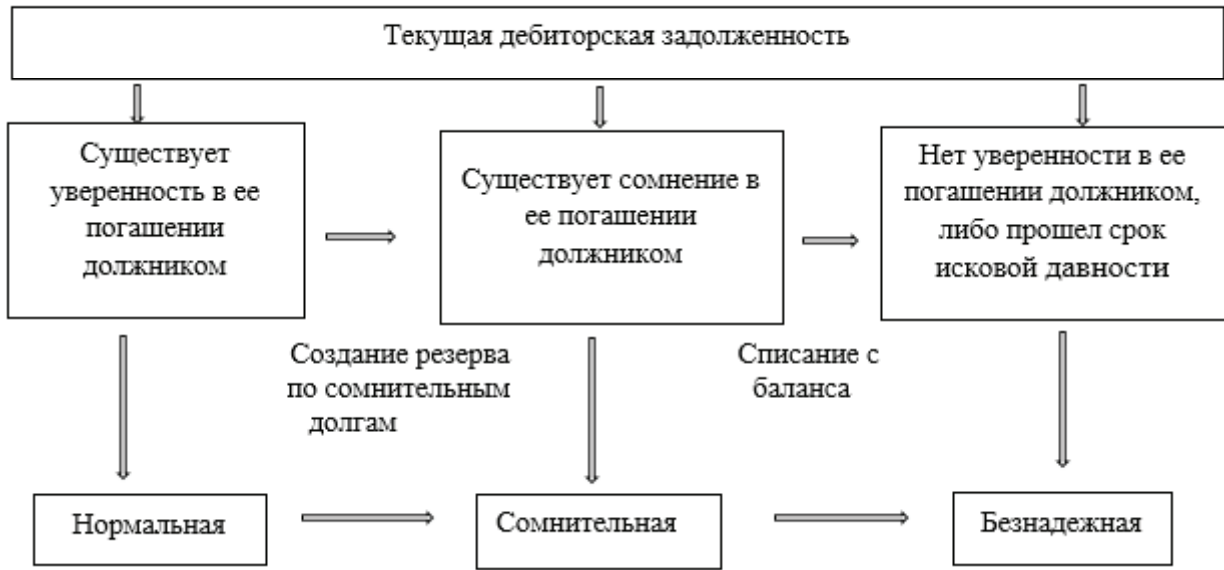 Текущая дебиторская задолженность
Существует
уверенность в ее
погашении
должником
Существует сомнение в
ее погашении
должником
Нет уверенности в ее
погашении должником,
либо прошел срок
исковой давности
Создание резерва
по сомнительным
долгам
Списание с
баланса
Нормальная
Сомнительная
Безнадежная